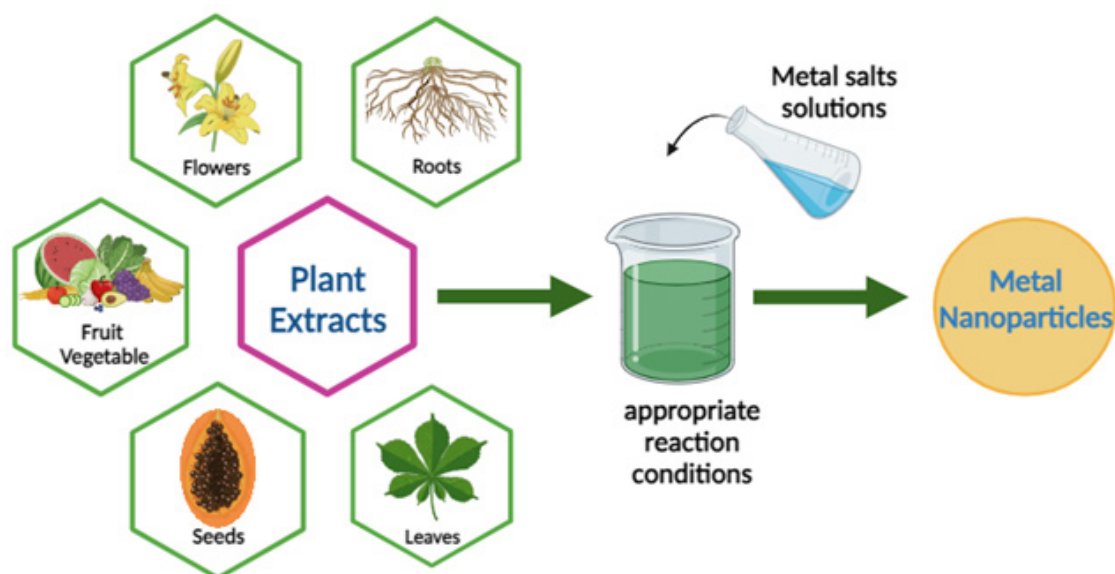 Flowers
Roots
Fruit
Vegetable
Plant
Extracts
Seeds
Leaves
Metal salts
solutions
appropriate
reaction
conditions
Metal
Nanoparticles